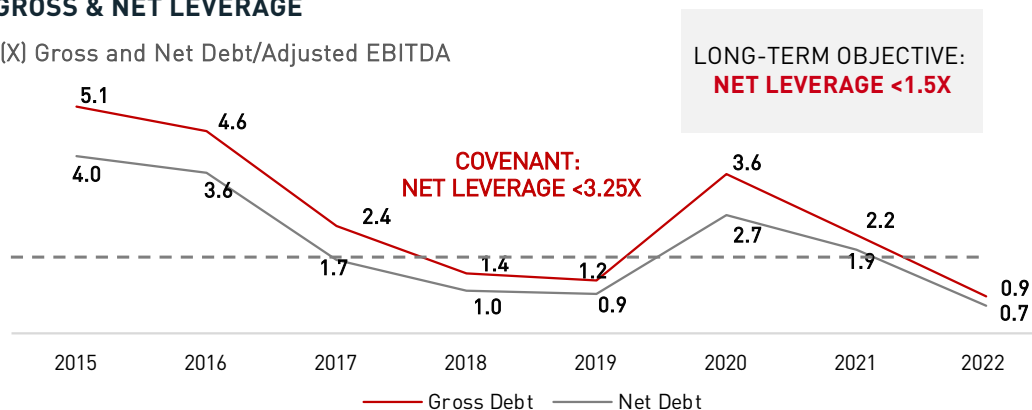 GROSS & NET LEVERAGE
(X) Gross and Net Debt/Adjusted EBITDA
LONG-TERM OBJECTIVE:
NET LEVERAGE <1.5X
COVENANT:
NET LEVERAGE <3.25X
5.1
4.6
2.4
1.4
1.2
3.6
2.2
0.9
4.0
3.6
1.7
1.0
0.9
2.7
1.9
0.7
2015 2016 2017 2018 2019 2020 2021 2022
Gross Debt Net Debt